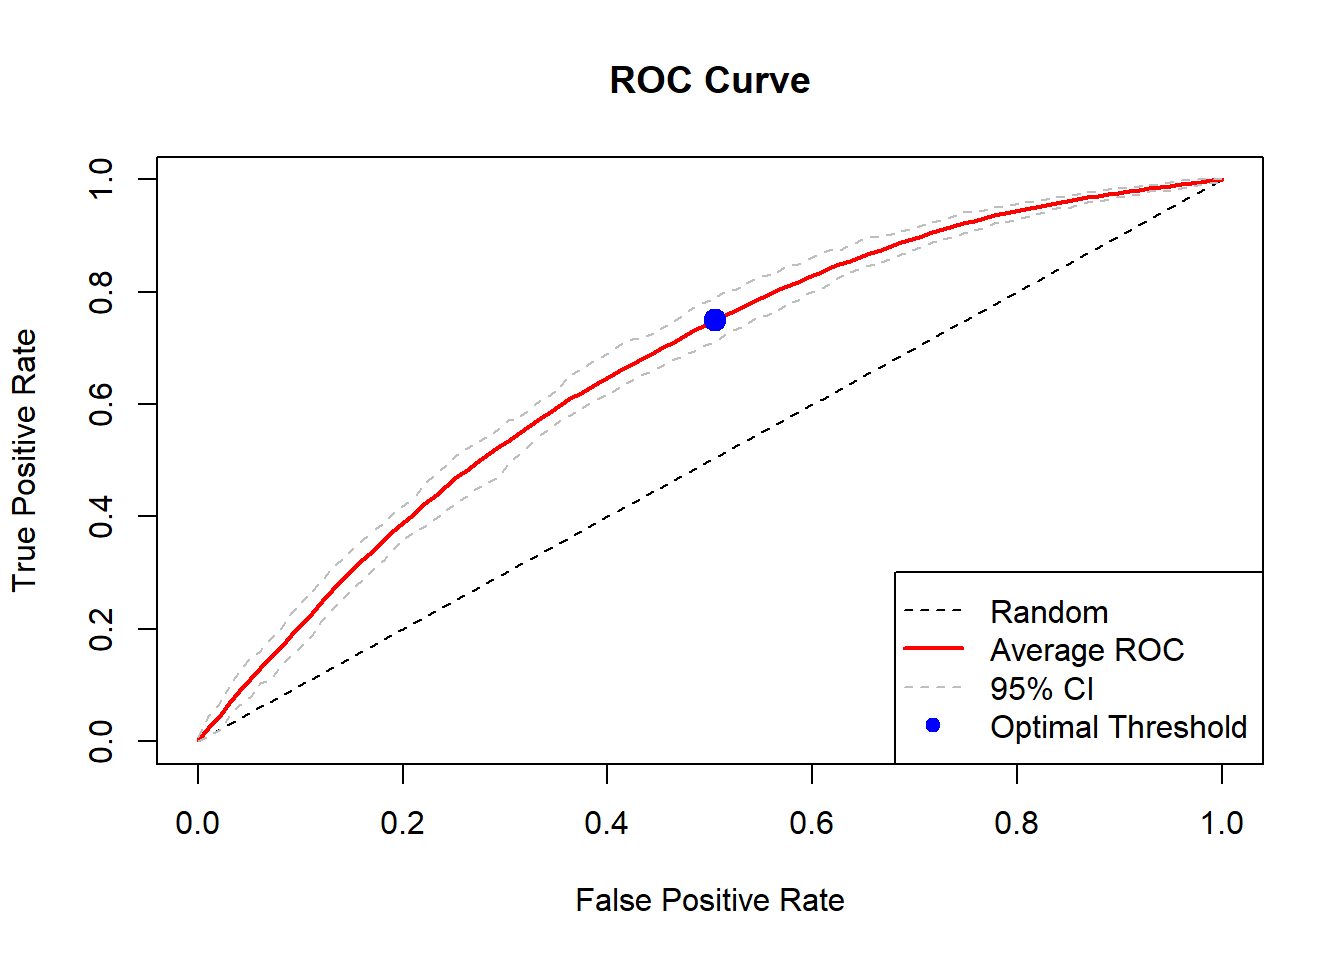 ROC Curve
True Positive Rate
1.0
0.8
0.6
0.4
0.2
0.0
Random
Average ROC
95% CI
Optimal Threshold
0.0 0.2 0.4 0.6 0.8 1.0
False Positive Rate